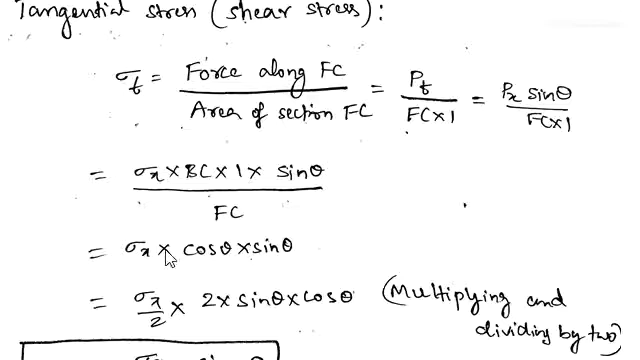 Tangential stress (shear stress):
σt = Force along FC / Area of section FC = Pt / FC×1 = Px sinθ / FC×1
= σx × BC × 1 × sinθ / FC
= σx × cosθ × sinθ
= σx/2 × 2 × sinθ × cosθ (Multiplying and
dividing by two)